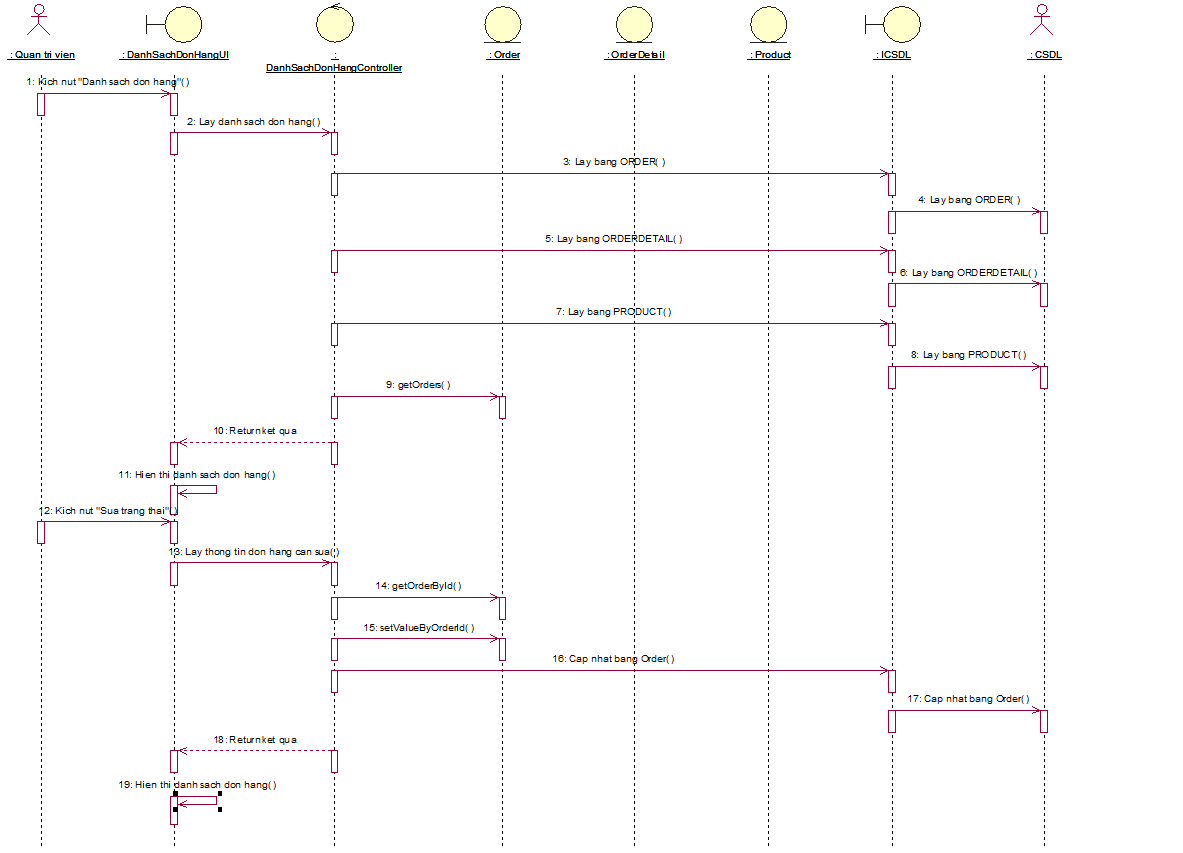 : Quan tri vien
: DanhSachDonHangUI
:
DanhSachDonHangController
: Order
: OrderDetail
: Product
: ICSDL
: CSDL
1: Kich nut "Danh sach don hang"( )
2: Lay danh sach don hang( )
3: Lay bang ORDER( )
4: Lay bang ORDER( )
5: Lay bang ORDERDETAIL( )
6: Lay bang ORDERDETAIL( )
7: Lay bang PRODUCT( )
8: Lay bang PRODUCT( )
9: getOrders( )
10: Return ket qua
11: Hien thi danh sach don hang( )
12: Kich nut "Sua trang thai"( )
13: Lay thong tin don hang can sua( )
14: getOrderById( )
15: setValueByOrderId( )
16: Cap nhat bang Order( )
17: Cap nhat bang Order( )
18: Return ket qua
19: Hien thi danh sach don hang( )